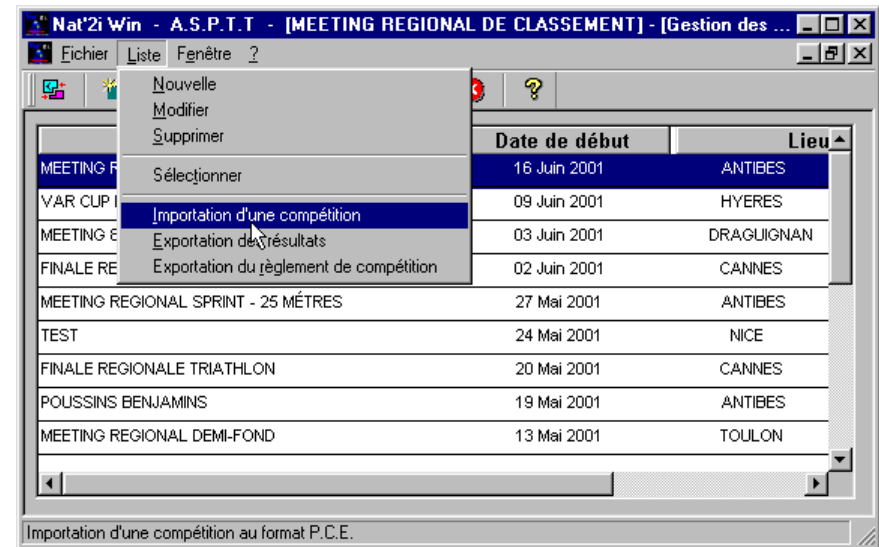 Nat'2i Win - A.S.P.T.T - [MEETING REGIONAL DE CLASSEMENT] - [Gestion des ...
Fichier Liste Fenêtre ?
Nouvelle
Modifier
Supprimer
Sélectionner
Importation d'une compétition
Exportation des résultats
Exportation du règlement de compétition
Date de début Lieu
MEETING 16 Juin 2001 ANTIBES
VAR CUP 09 Juin 2001 HYERES
MEETING 03 Juin 2001 DRAGUIGNAN
FINALE RE 02 Juin 2001 CANNES
MEETING REGIONAL SPRINT - 25 MÉTRES 27 Mai 2001 ANTIBES
TEST 24 Mai 2001 NICE
FINALE REGIONALE TRIATHLON 20 Mai 2001 CANNES
POUSSINS BENJAMINS 19 Mai 2001 ANTIBES
MEETING REGIONAL DEMI-FOND 13 Mai 2001 TOULON
Importation d'une compétition au format P.C.E.